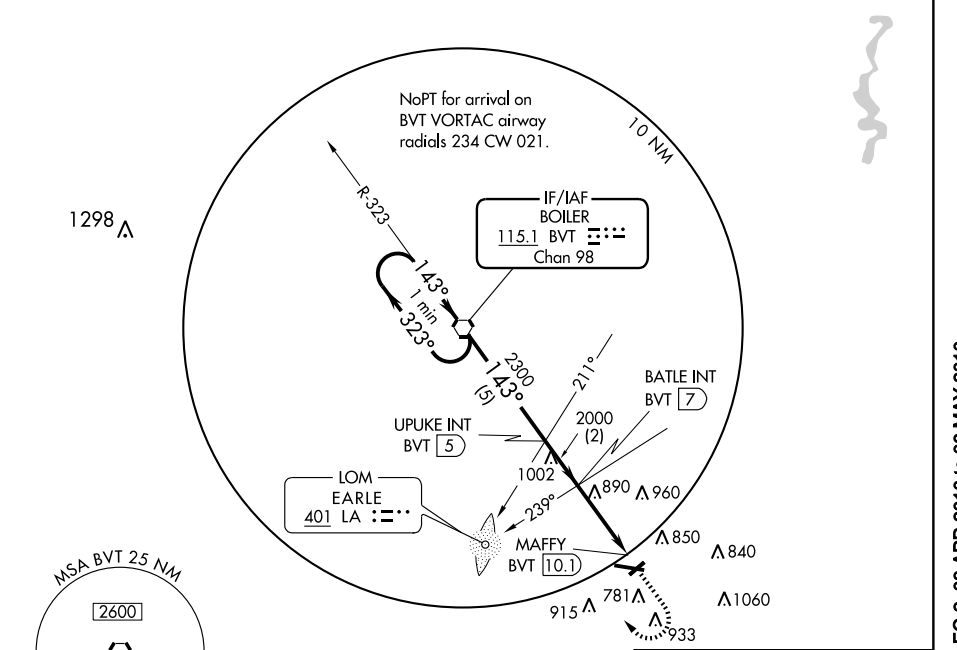 NoPT for arrival on
BVT VORTAC airway
radials 234 CW 021.
10 NM
R-323
IF/IAF
BOILER
115.1 BVT
Chan 98
1298
143°
1 min
323°
2300
143°
(5)
211°
BATLE INT
BVT 7
UPUKE INT
BVT 5
2000
(2)
1002
LOM
EARLE
401 LA
239°
890
960
MAFFY
BVT 10.1
850
840
915
781
1060
933
MSA BVT 25 NM
2600